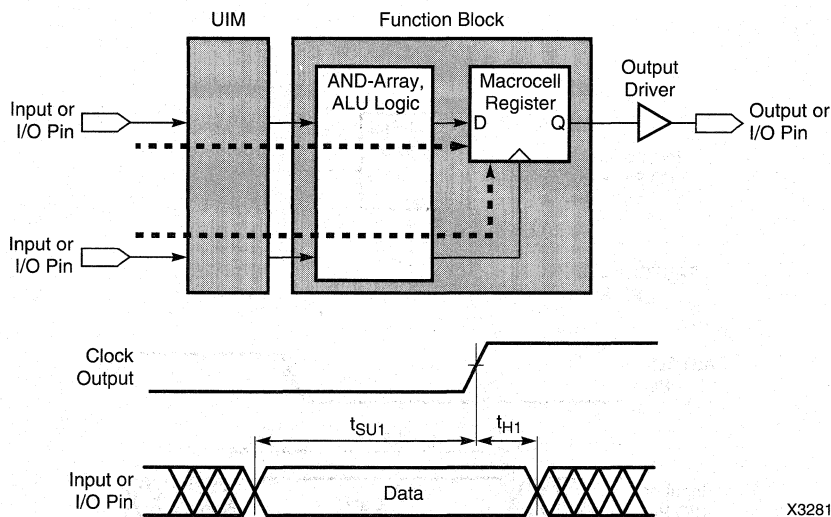 UIM
Function Block
AND-Array,
ALU Logic
Macrocell
Register
D
Q
Output
Driver
Input or
I/O Pin
Output or
I/O Pin
Input or
I/O Pin
Clock
Output
tSU1
tH1
Input or
I/O Pin
Data
X3281